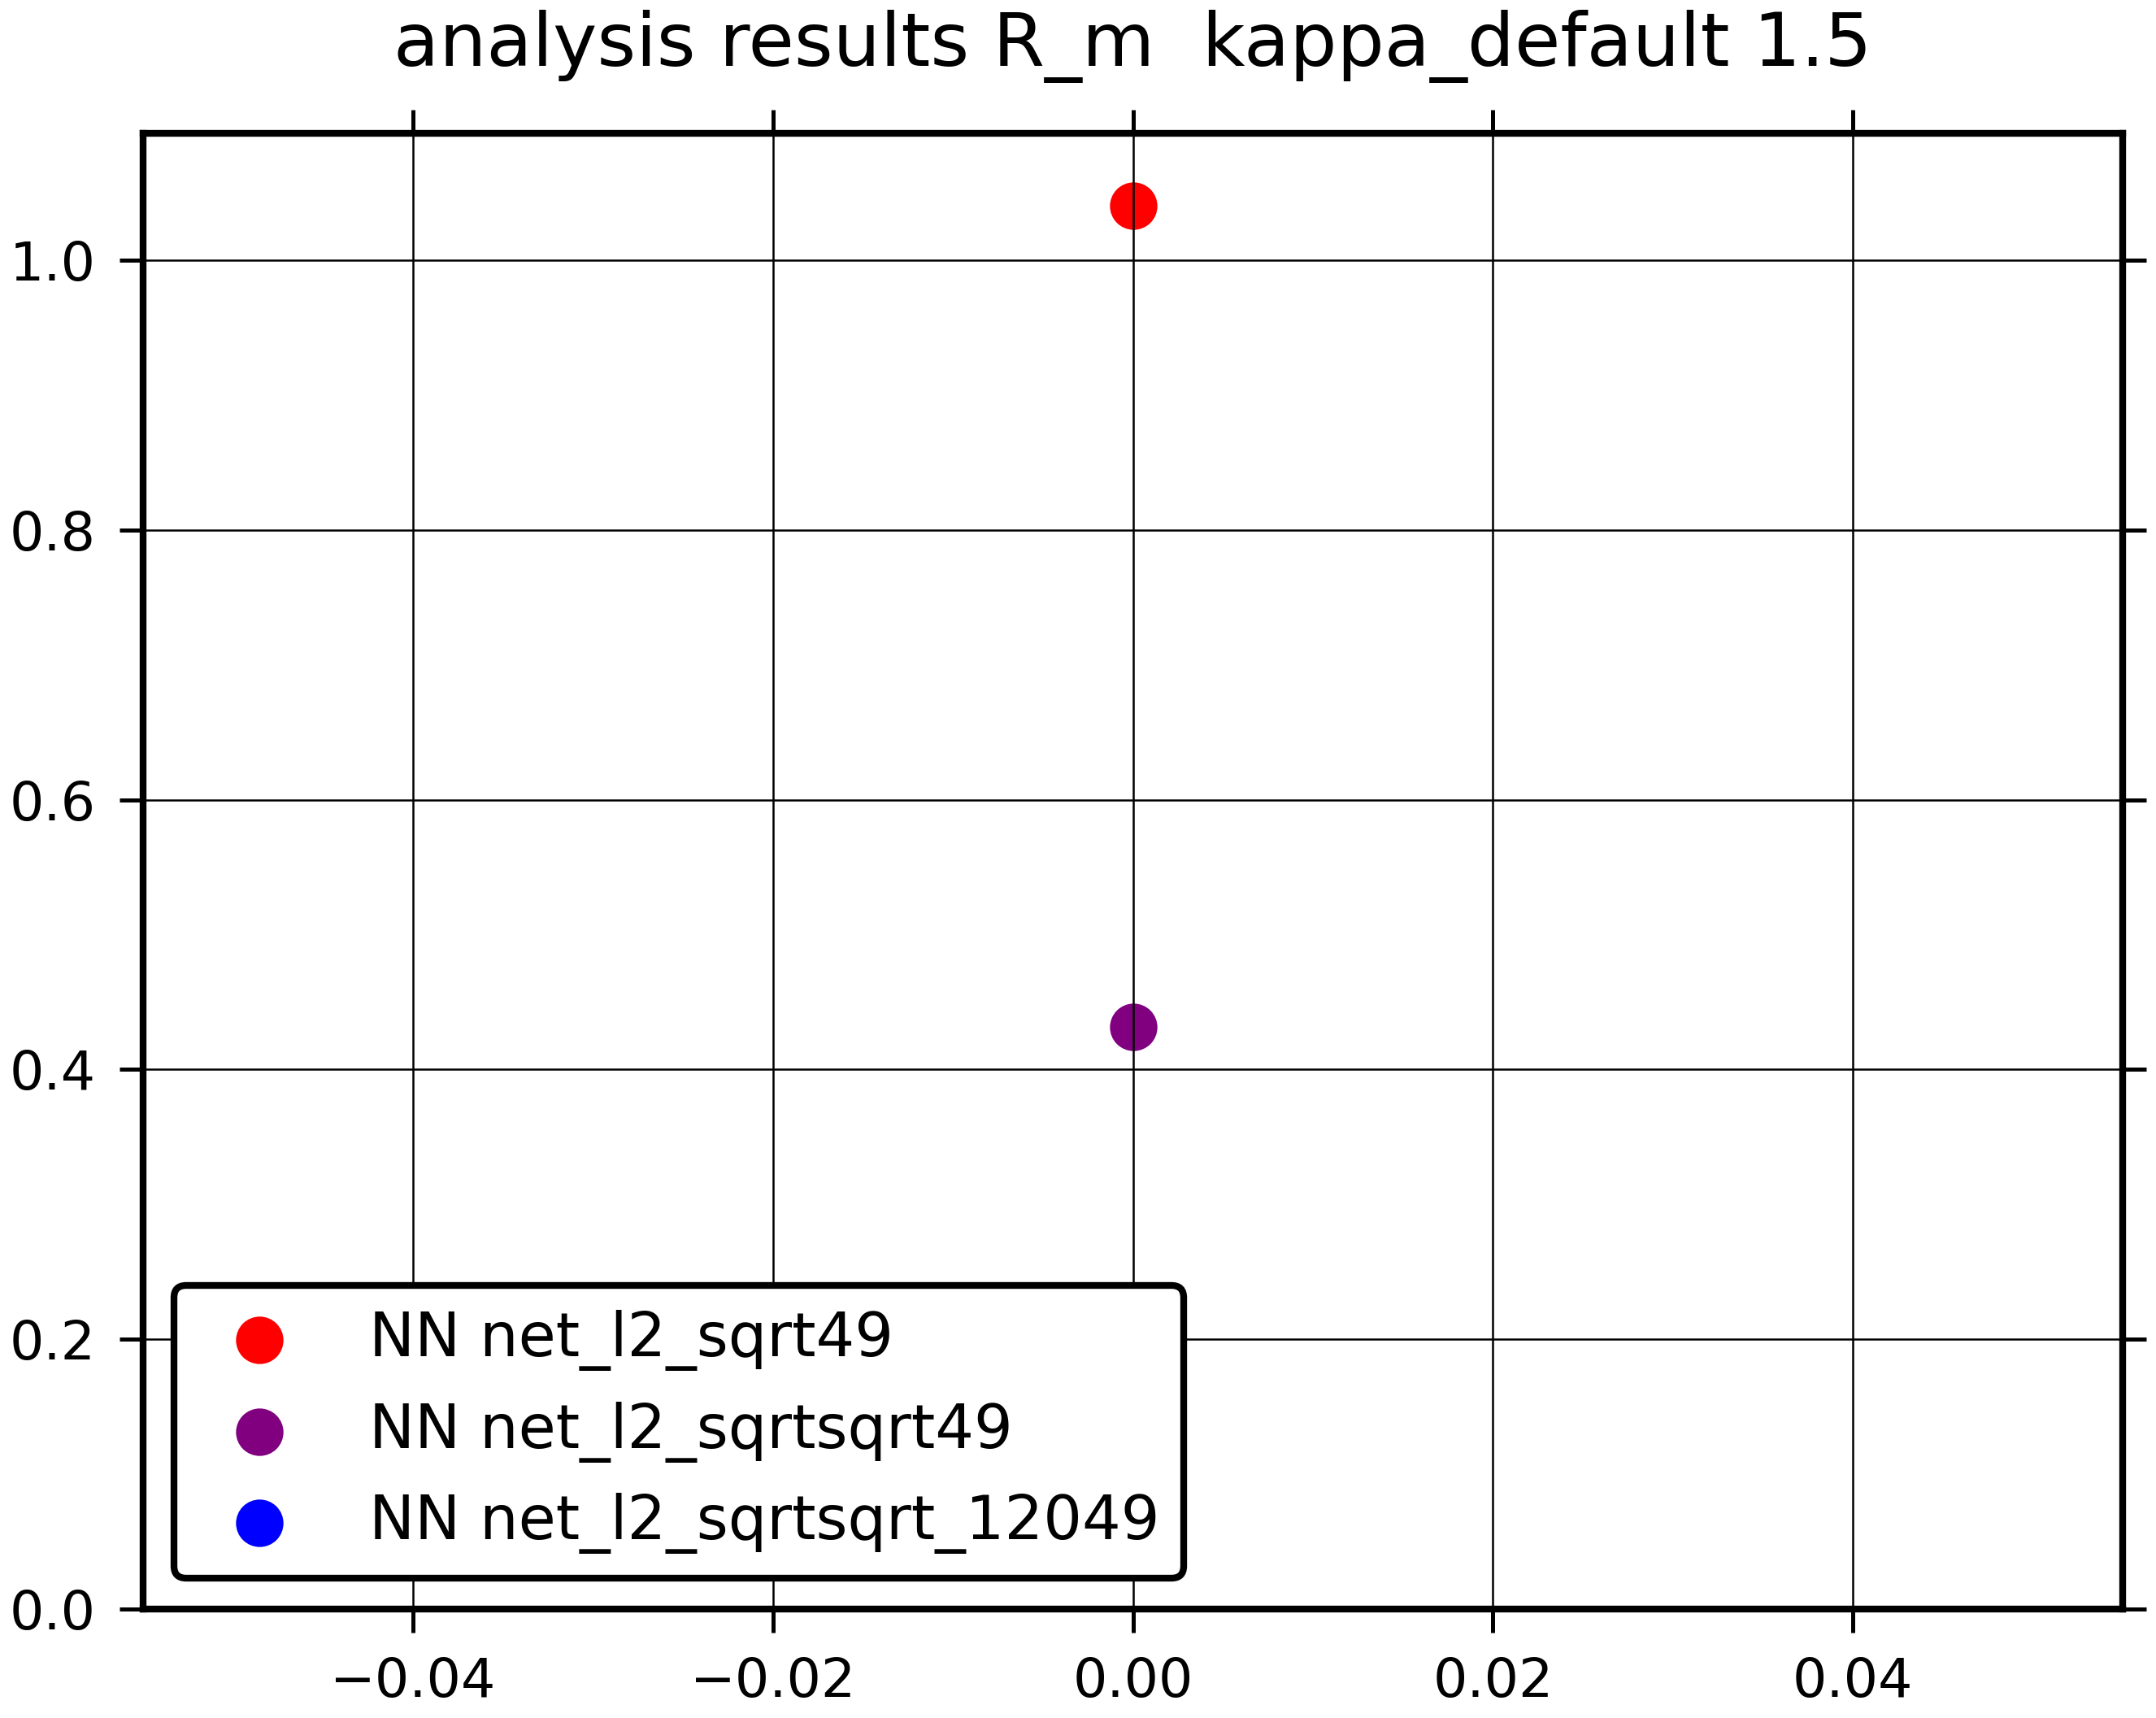 analysis results R_m  kappa_default 1.5
1.0
0.8
0.6
0.4
0.2
0.0
NN net_l2_sqrt49
NN net_l2_sqrtsqrt49
NN net_l2_sqrtsqrt_12049
−0.04 −0.02 0.00 0.02 0.04